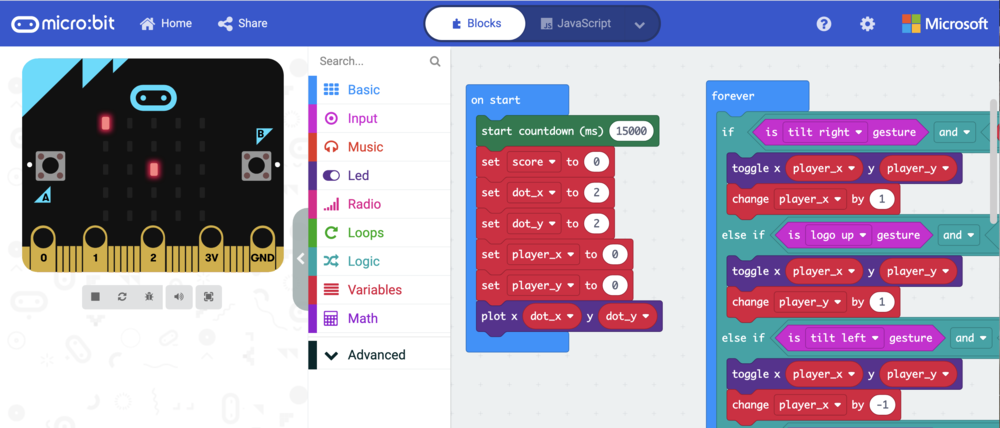 micro:bit Home Share Blocks JavaScript Microsoft
B
A
0 1 2 3V GND
Search...
Basic
Input
Music
Led
Radio
Loops
Logic
Variables
Math
Advanced
on start
start countdown (ms) 15000
set score to 0
set dot_x to 2
set dot_y to 2
set player_x to 0
set player_y to 0
plot x dot_x y dot_y
forever
if is tilt right gesture and
toggle x player_x y player_y
change player_x by 1
else if is logo up gesture and
toggle x player_x y player_y
change player_y by 1
else if is tilt left gesture and
toggle x player_x y player_y
change player_x by -1